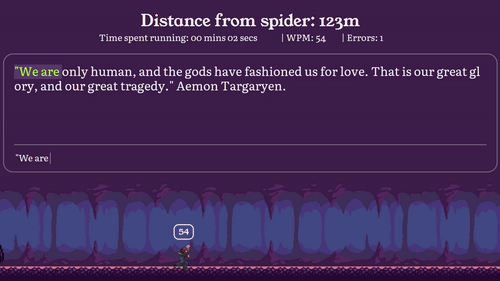 Distance from spider: 123m
Time spent running: 00 mins 02 secs | WPM: 54 | Errors: 1
"We are only human, and the gods have fashioned us for love. That is our great gl
ory, and our great tragedy." Aemon Targaryen.
"We are
54